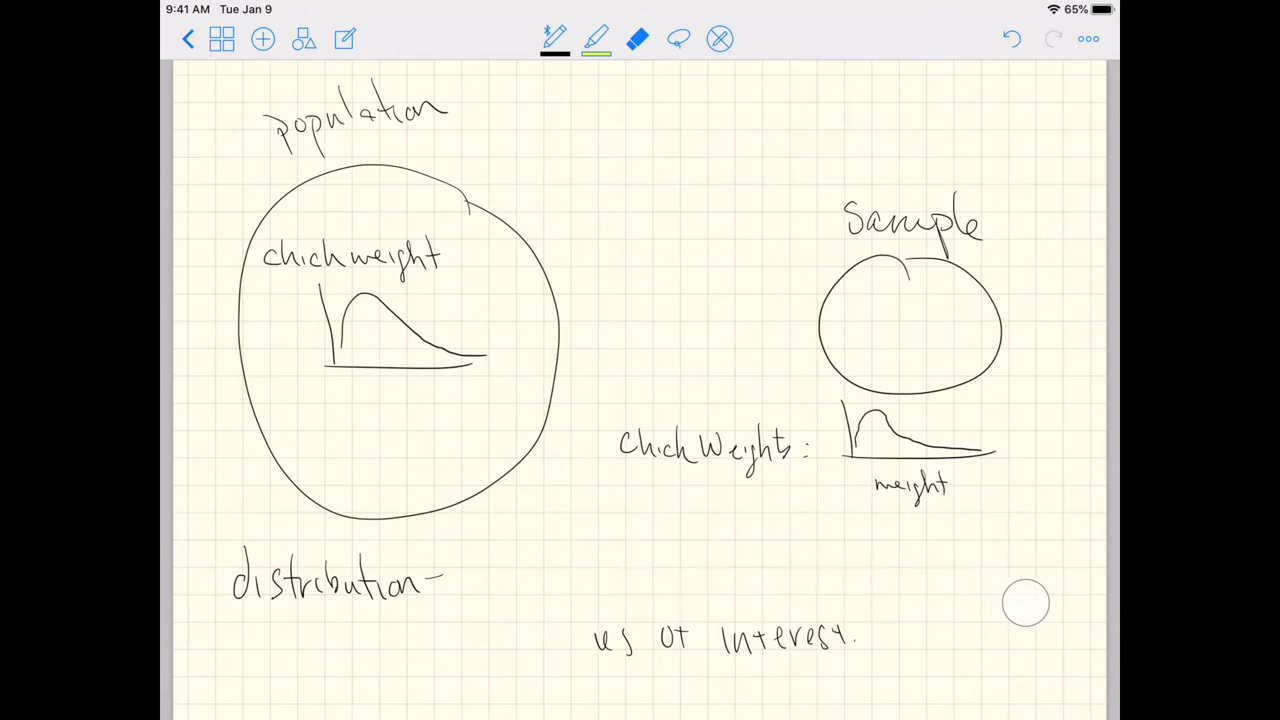 9:41 AM Tue Jan 9
65%
population
chickweight
sample
ChickWeights:
weight
distribution-
us of interest.